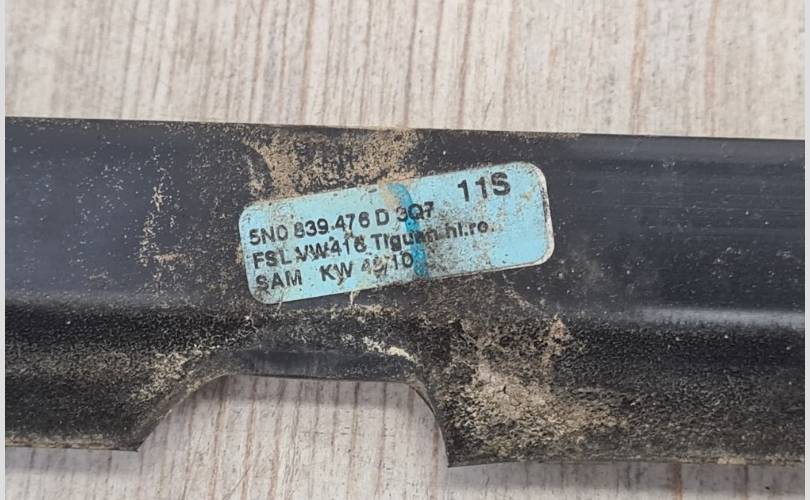 11S
5N0 839 476 D 3Q7
FSL VW416 Tiguan hi.re.
SAM KW 49/10